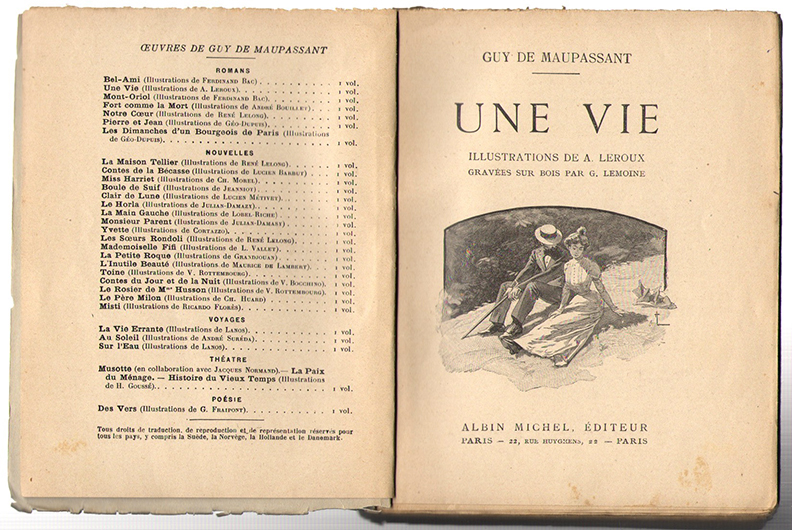 ŒUVRES DE GUY DE MAUPASSANT
ROMANS
Bel-Ami (Illustrations de Ferdinand Bac) . . . . . . . . . . . 1 vol.
Une Vie (Illustrations de A. Leroux). . . . . . . . . . . . . 1 vol.
Mont-Oriol (Illustrations de Ferdinand Bac). . . . . . . . . . 1 vol.
Fort comme la Mort (Illustrations de André Bouillet) . . . . . 1 vol.
Notre Cœur (Illustrations de René Lelong). . . . . . . . . . . 1 vol.
Pierre et Jean (Illustrations de Géo-Dupuis). . . . . . . . . . 1 vol.
Les Dimanches d'un Bourgeois de Paris (Illustrations
de Géo-Dupuis). . . . . . . . . . . . . . . . . . . 1 vol.
NOUVELLES
La Maison Tellier (Illustrations de René Lelong). . . . . . . . 1 vol.
Contes de la Bécasse (Illustrations de Lucien Barbut) . . . . . 1 vol.
Miss Harriet (Illustrations de Ch. Morel). . . . . . . . . . . 1 vol.
Boule de Suif (Illustrations de Jeanniot) . . . . . . . . . . . 1 vol.
Clair de Lune (Illustrations de Lucien Métivet). . . . . . . . . 1 vol.
Le Horla (Illustrations de Julian-Damazy). . . . . . . . . . . 1 vol.
La Main Gauche (Illustrations de Lobel Riche) . . . . . . . . . 1 vol.
Monsieur Parent (Illustrations de Julian-Damasy) . . . . . . . 1 vol.
Yvette (Illustrations de Cortazzo). . . . . . . . . . . . . . . 1 vol.
Les Sœurs Rondoli (Illustrations de René Lelong). . . . . . . . 1 vol.
Mademoiselle Fifi (Illustrations de L. Vallet). . . . . . . . . . 1 vol.
La Petite Roque (Illustrations de Grandjouan). . . . . . . . . 1 vol.
L'Inutile Beauté (Illustrations de Maurice de Lambert). . . . . 1 vol.
Toine (Illustrations de V. Rottembourg). . . . . . . . . . . . 1 vol.
Contes du Jour et de la Nuit (Illustrations de V. Bocchino). 1 vol.
Le Rosier de Mme Husson (Illustrations de V. Rottembourg). 1 vol.
Le Père Milon (Illustrations de Ch. Huard) . . . . . . . . . . 1 vol.
Misti (Illustrations de Ricardo Florès). . . . . . . . . . . . . 1 vol.
VOYAGES
La Vie Errante (Illustrations de Lanos). . . . . . . . . . . . . 1 vol.
Au Soleil (Illustrations de André Suréda). . . . . . . . . . . . 1 vol.
Sur l'Eau (Illustrations de Lanos). . . . . . . . . . . . . . . 1 vol.
THÉATRE
Musotte (en collaboration avec Jacques Normand).— La Paix
du Ménage. — Histoire du Vieux Temps (Illustrations
de H. Goussé). . . . . . . . . . . . . . . . . . . . 1 vol.
POÉSIE
Des Vers (Illustrations de G. Fraipont). . . . . . . . . . . . . 1 vol.
Tous droits de traduction, de reproduction et de représentation réservés pour
tous les pays, y compris la Suède, la Norvège, la Hollande et le Danemark.
GUY DE MAUPASSANT
UNE VIE
ILLUSTRATIONS DE A. LEROUX
GRAVÉES SUR BOIS PAR G. LEMOINE
ALBIN MICHEL, ÉDITEUR
PARIS — 22, RUE HUYGHENS, 22 — PARIS